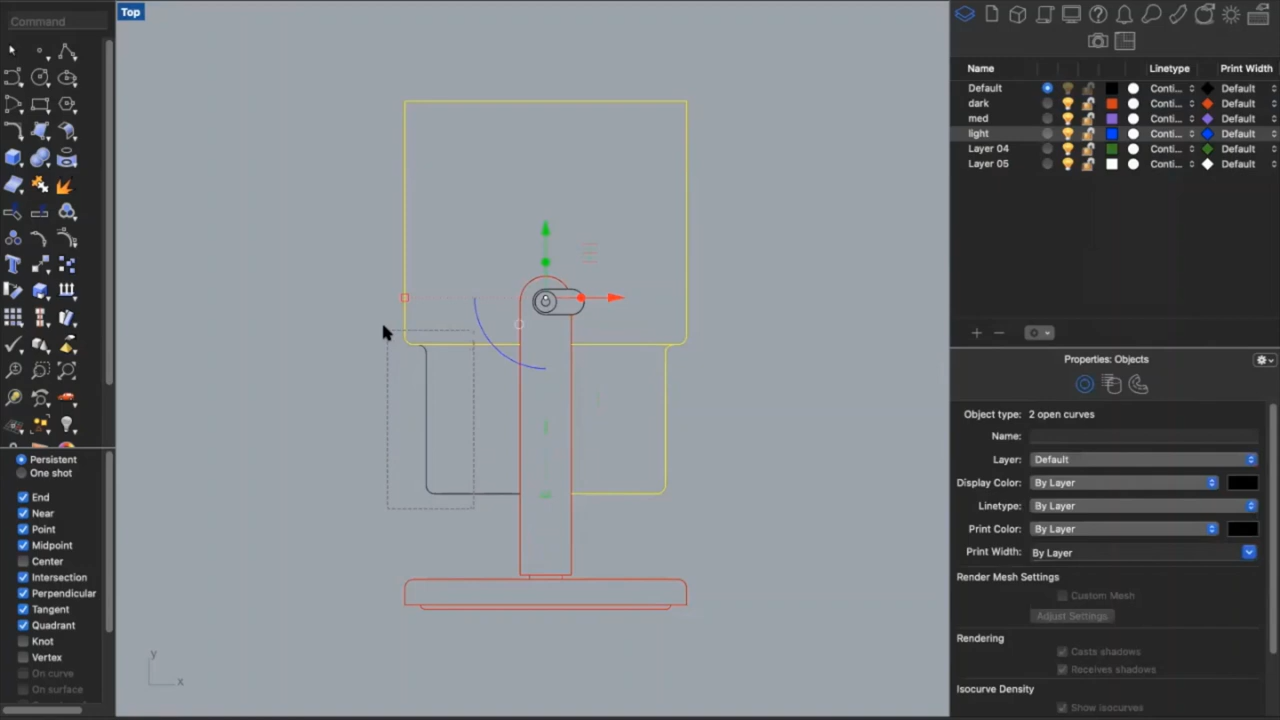 Command
Top
Name Linetype Print Width
Default Conti... Default
dark Conti... Default
med Conti... Default
light Conti... Default
Layer 04 Conti... Default
Layer 05 Conti... Default
Properties: Objects
Object type: 2 open curves
Name:
Layer: Default
Display Color: By Layer
Linetype: By Layer
Print Color: By Layer
Print Width: By Layer
Render Mesh Settings
Custom Mesh
Adjust Settings
Rendering
Casts shadows
Receives shadows
Isocurve Density
Show isocurves
Persistent
One shot
End
Near
Point
Midpoint
Center
Intersection
Perpendicular
Tangent
Quadrant
Knot
Vertex
On curve
On surface
y
x